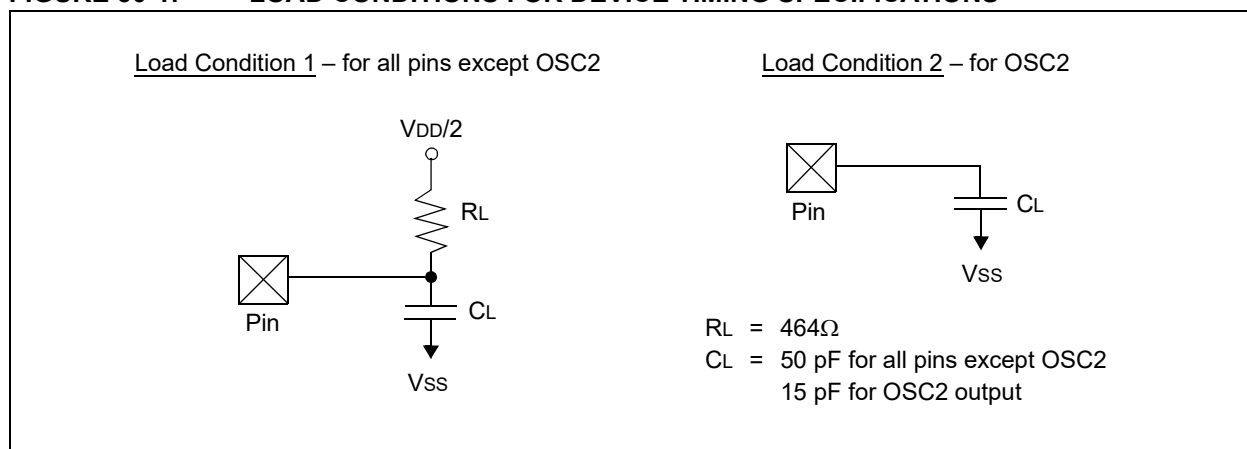 Load Condition 1 – for all pins except OSC2
VDD/2
RL
Pin
CL
VSS
Load Condition 2 – for OSC2
Pin
CL
VSS
RL = 464Ω
CL = 50 pF for all pins except OSC2
15 pF for OSC2 output